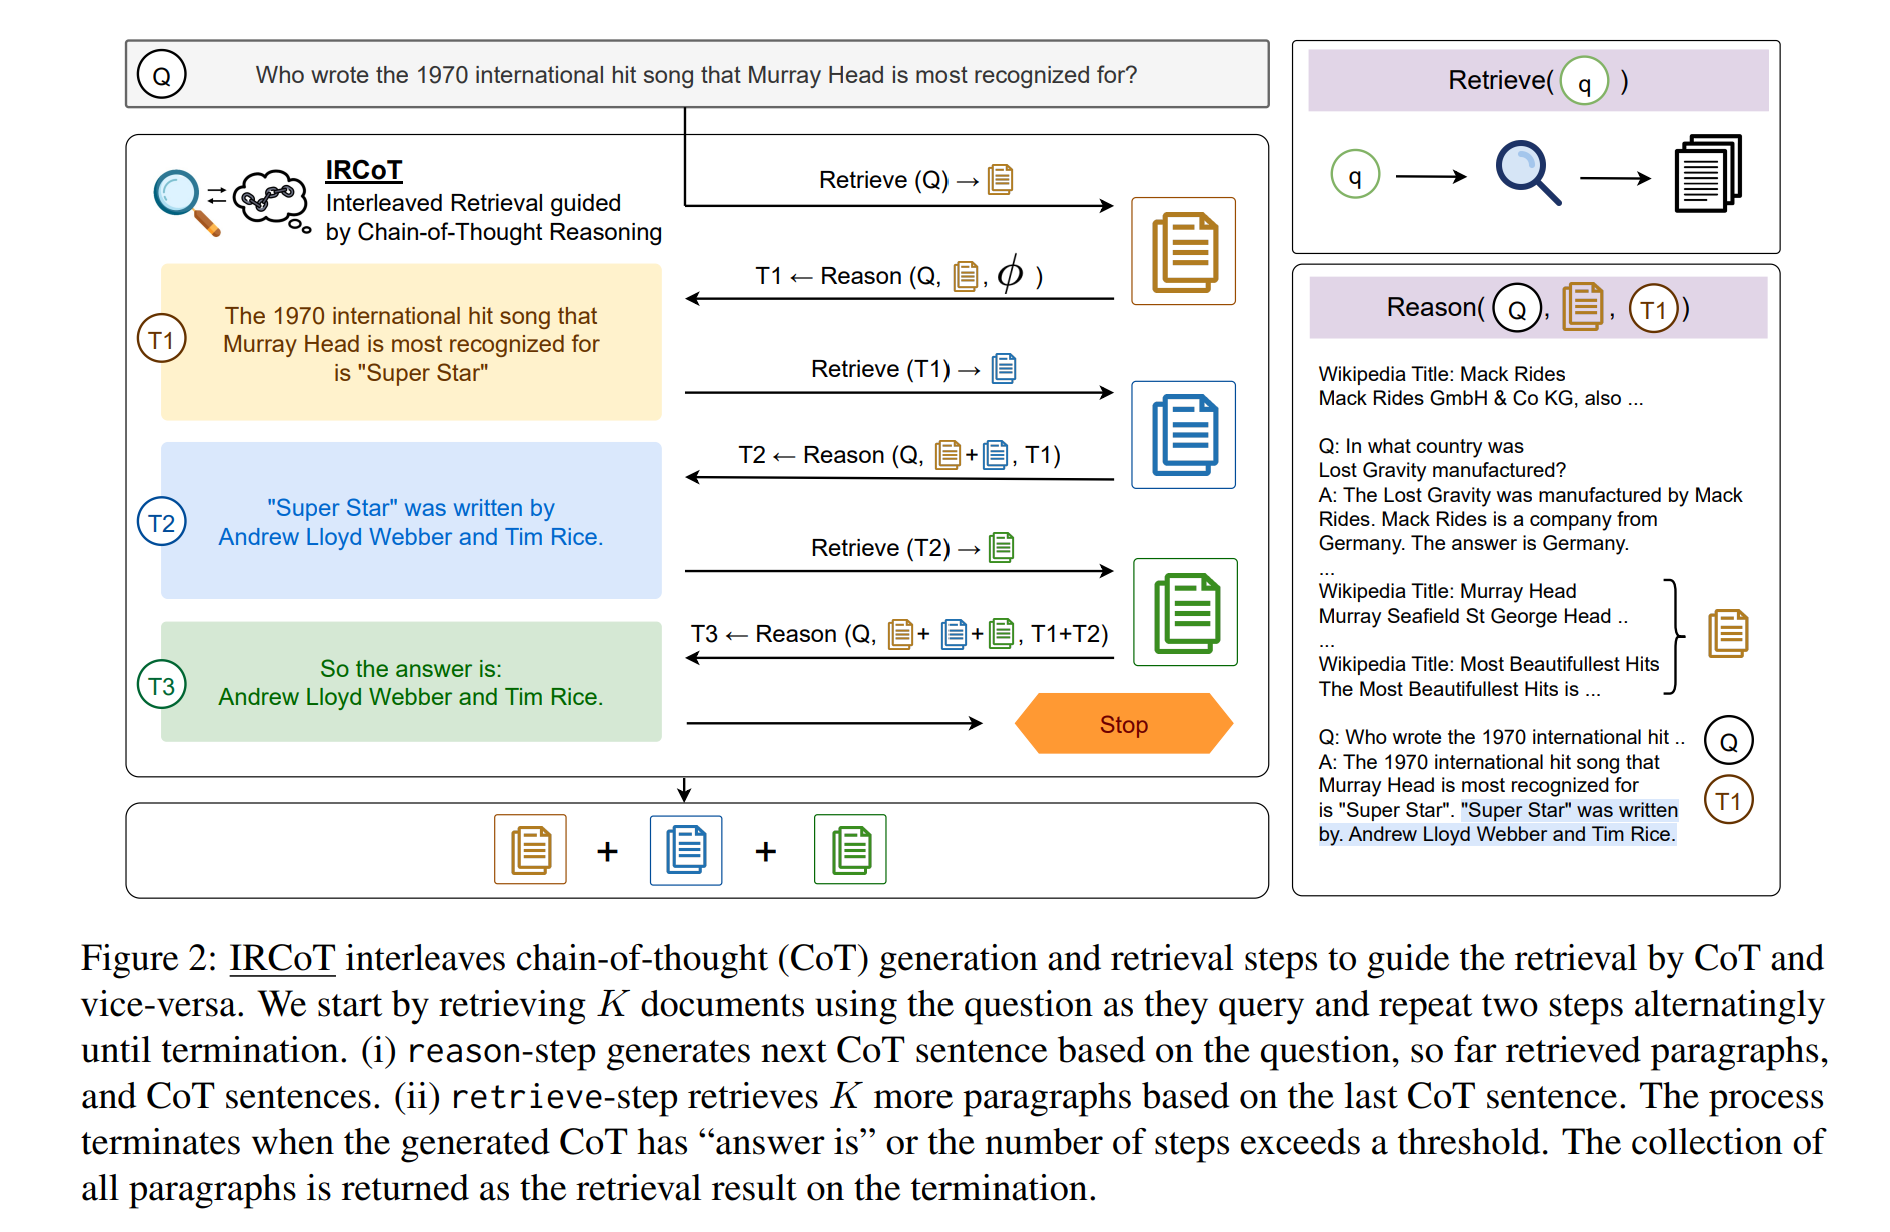 Q
Who wrote the 1970 international hit song that Murray Head is most recognized for?
IRCoT
Interleaved Retrieval guided
by Chain-of-Thought Reasoning
Retrieve (Q) →
T1 ← Reason (Q, , ϕ )
T1
The 1970 international hit song that
Murray Head is most recognized for
is "Super Star"
Retrieve (T1) →
T2 ← Reason (Q, + , T1)
T2
"Super Star" was written by
Andrew Lloyd Webber and Tim Rice.
Retrieve (T2) →
T3 ← Reason (Q, + + , T1+T2)
T3
So the answer is:
Andrew Lloyd Webber and Tim Rice.
Stop
+ +
Retrieve( q )
q
Reason( Q , , T1 )
Wikipedia Title: Mack Rides
Mack Rides GmbH & Co KG, also ...
Q: In what country was
Lost Gravity manufactured?
A: The Lost Gravity was manufactured by Mack
Rides. Mack Rides is a company from
Germany. The answer is Germany.
...
Wikipedia Title: Murray Head
Murray Seafield St George Head ..
...
Wikipedia Title: Most Beautifullest Hits
The Most Beautifullest Hits is ...
Q: Who wrote the 1970 international hit ..
Q
A: The 1970 international hit song that
Murray Head is most recognized for
T1
is "Super Star". "Super Star" was written
by. Andrew Lloyd Webber and Tim Rice.
Figure 2: IRCoT interleaves chain-of-thought (CoT) generation and retrieval steps to guide the retrieval by CoT and
vice-versa. We start by retrieving K documents using the question as they query and repeat two steps alternatingly
until termination. (i) reason-step generates next CoT sentence based on the question, so far retrieved paragraphs,
and CoT sentences. (ii) retrieve-step retrieves K more paragraphs based on the last CoT sentence. The process
terminates when the generated CoT has “answer is” or the number of steps exceeds a threshold. The collection of
all paragraphs is returned as the retrieval result on the termination.